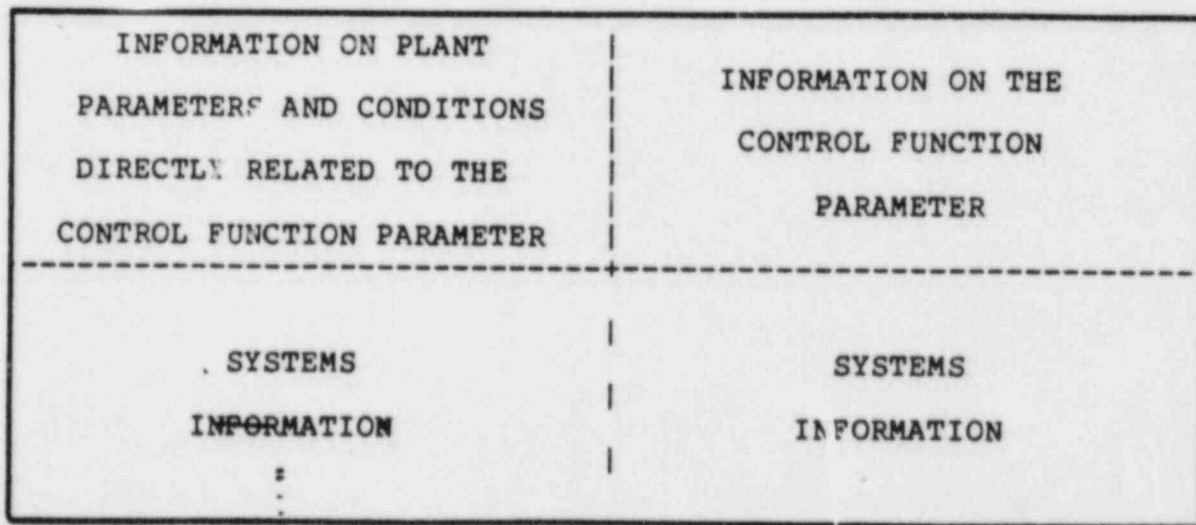 INFORMATION ON PLANT
PARAMETERS AND CONDITIONS
DIRECTLY RELATED TO THE
CONTROL FUNCTION PARAMETER
INFORMATION ON THE
CONTROL FUNCTION
PARAMETER
SYSTEMS
INFORMATION
SYSTEMS
INFORMATION